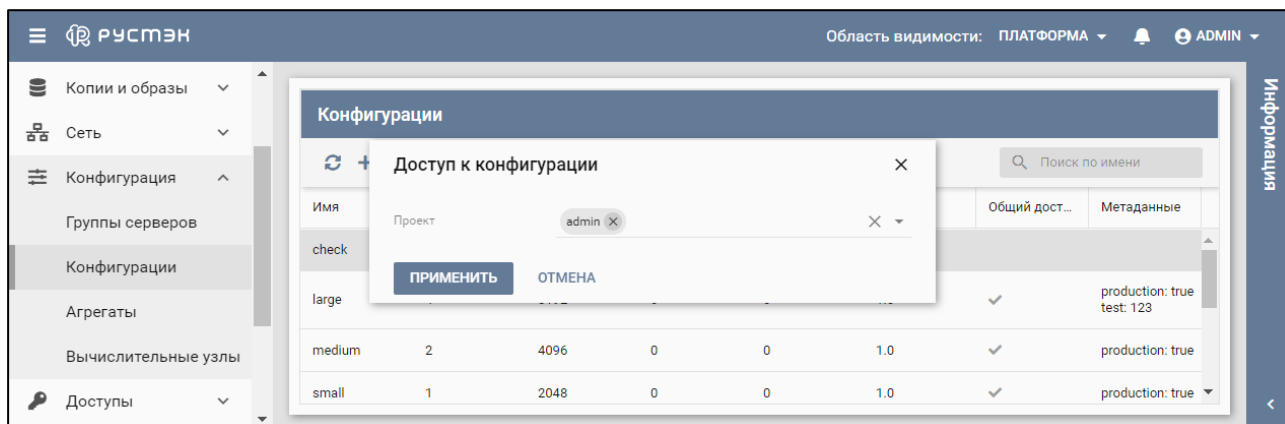 РУСТЭК
Область видимости: ПЛАТФОРМА
ADMIN
Копии и образы
Сеть
Конфигурация
Группы серверов
Конфигурации
Агрегаты
Вычислительные узлы
Доступы
Конфигурации
Поиск по имени
Доступ к конфигурации
Проект
admin
ПРИМЕНИТЬ
ОТМЕНА
Имя
Общий дост...
Метаданные
check
large
production: true
test: 123
medium 2 4096 0 0 1.0 production: true
small 1 2048 0 0 1.0 production: true
Информация